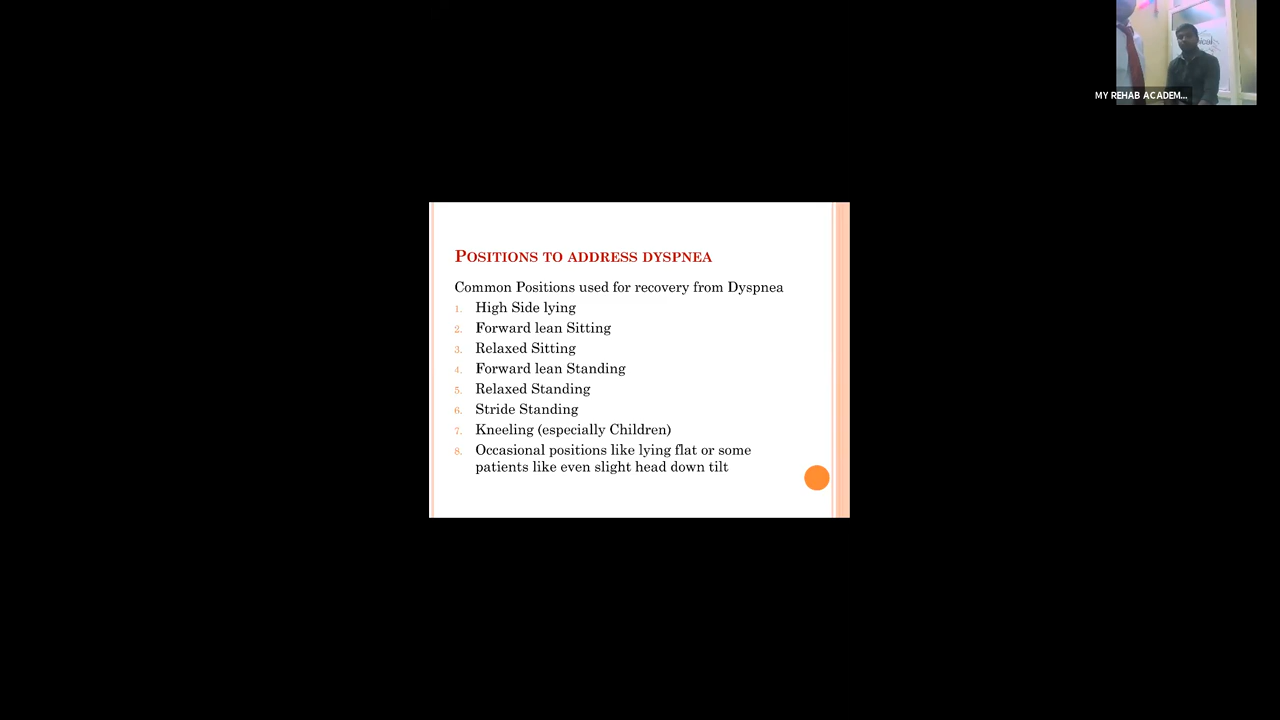 MY REHAB ACADEM...
POSITIONS TO ADDRESS DYSPNEA
Common Positions used for recovery from Dyspnea
1. High Side lying
2. Forward lean Sitting
3. Relaxed Sitting
4. Forward lean Standing
5. Relaxed Standing
6. Stride Standing
7. Kneeling (especially Children)
8. Occasional positions like lying flat or some
patients like even slight head down tilt